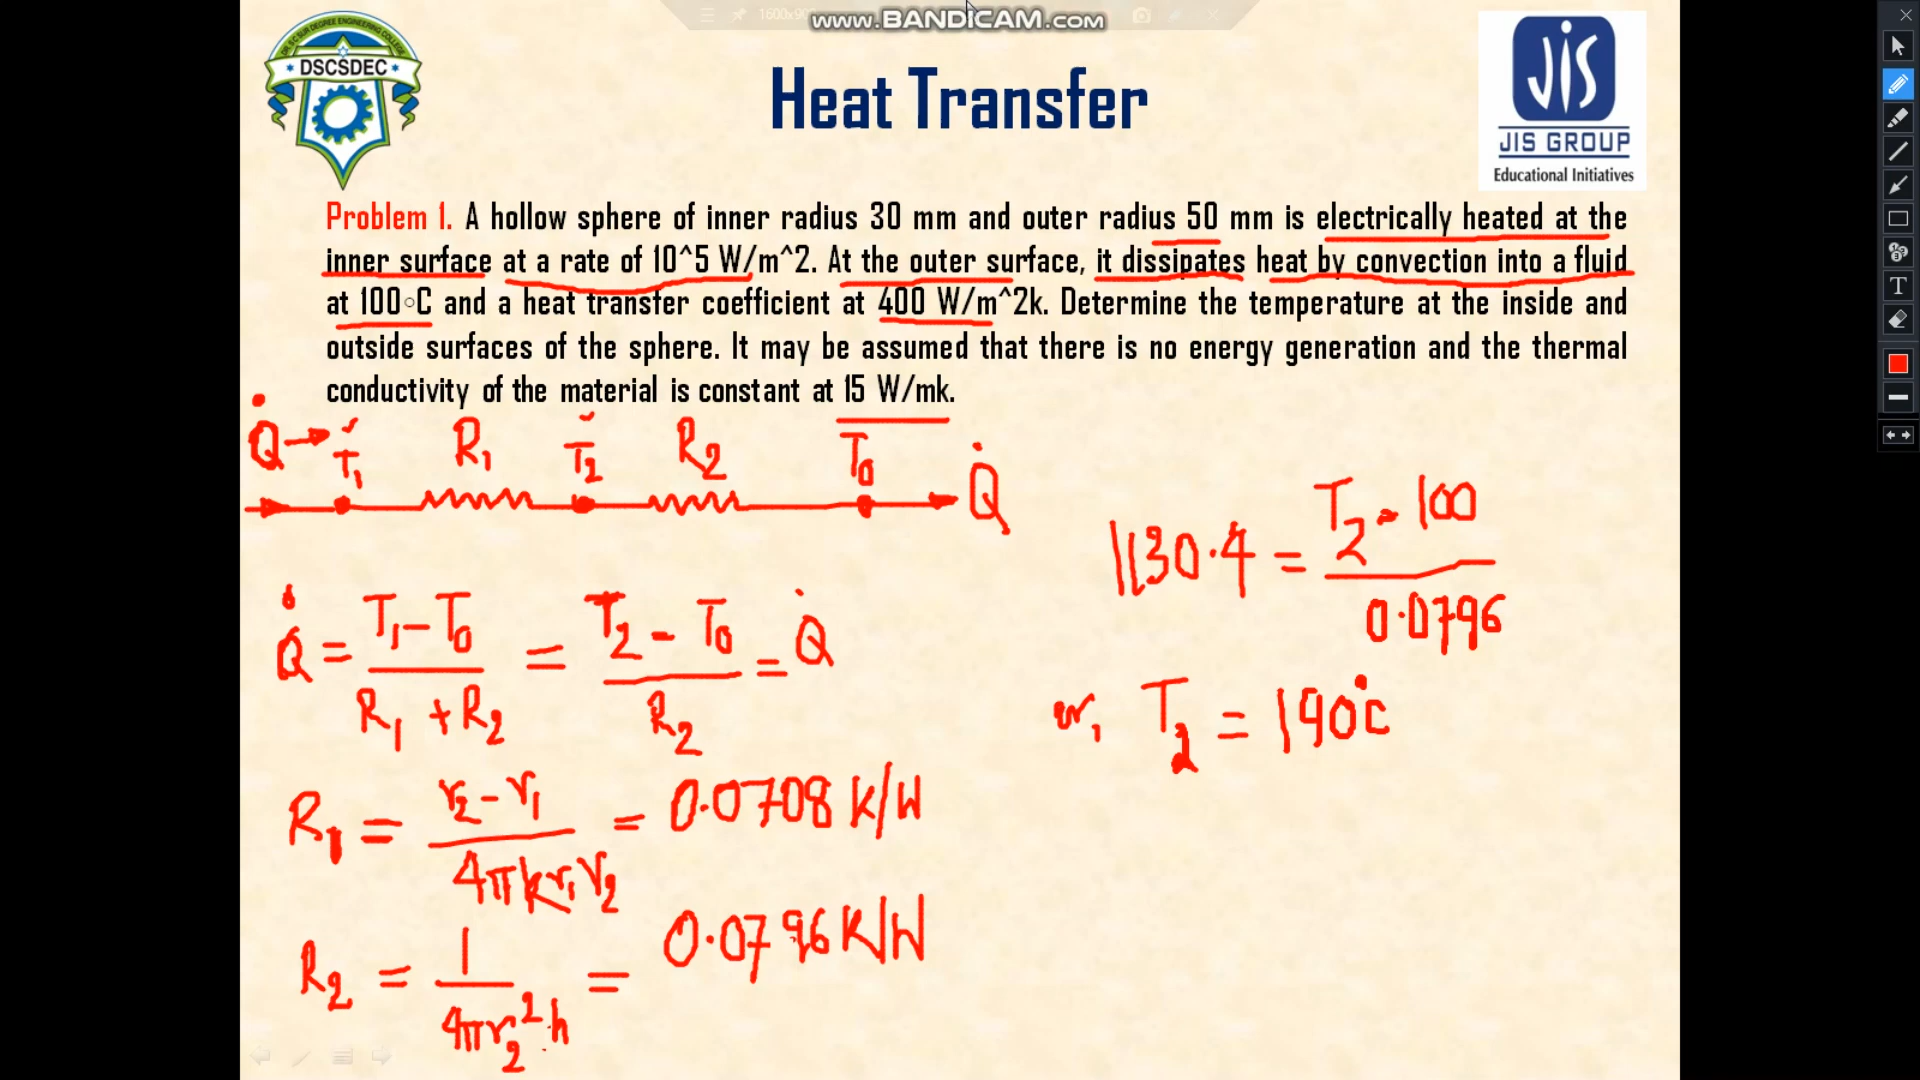 1600x90
www.BANDICAM.com
DSCSDEC
Heat Transfer
JIS
JIS GROUP
Educational Initiatives
Problem 1. A hollow sphere of inner radius 30 mm and outer radius 50 mm is electrically heated at the
inner surface at a rate of 10^5 W/m^2. At the outer surface, it dissipates heat by convection into a fluid
at 100◦C and a heat transfer coefficient at 400 W/m^2k. Determine the temperature at the inside and
outside surfaces of the sphere. It may be assumed that there is no energy generation and the thermal
conductivity of the material is constant at 15 W/mk.
Q̇ → T₁ R₁ T₂ R₂ T₀ Q̇
Q̇ = (T₁ − T₀)/(R₁ + R₂) = (T₂ − T₀)/R₂ = Q̇
R₁ = (r₂ − r₁)/(4πkr₁r₂) = 0.0708 K/W
R₂ = 1/(4πr₂².h) = 0.0796 K/W
1130.4 = (T₂ − 100)/0.0796
or, T₂ = 190°C